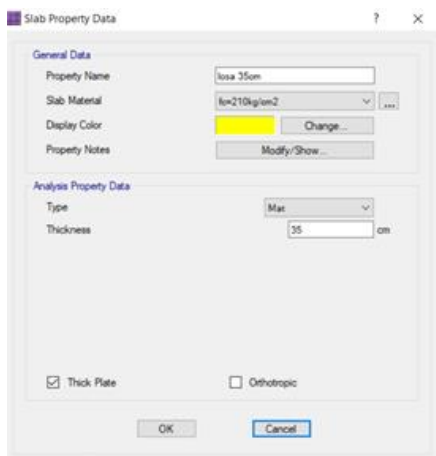 Slab Property Data ? ×
General Data
Property Name losa 35cm
Slab Material fc=210kg/cm2 ...
Display Color Change...
Property Notes Modify/Show...
Analysis Property Data
Type Mat
Thickness 35 cm
Thick Plate Orthotropic
OK Cancel